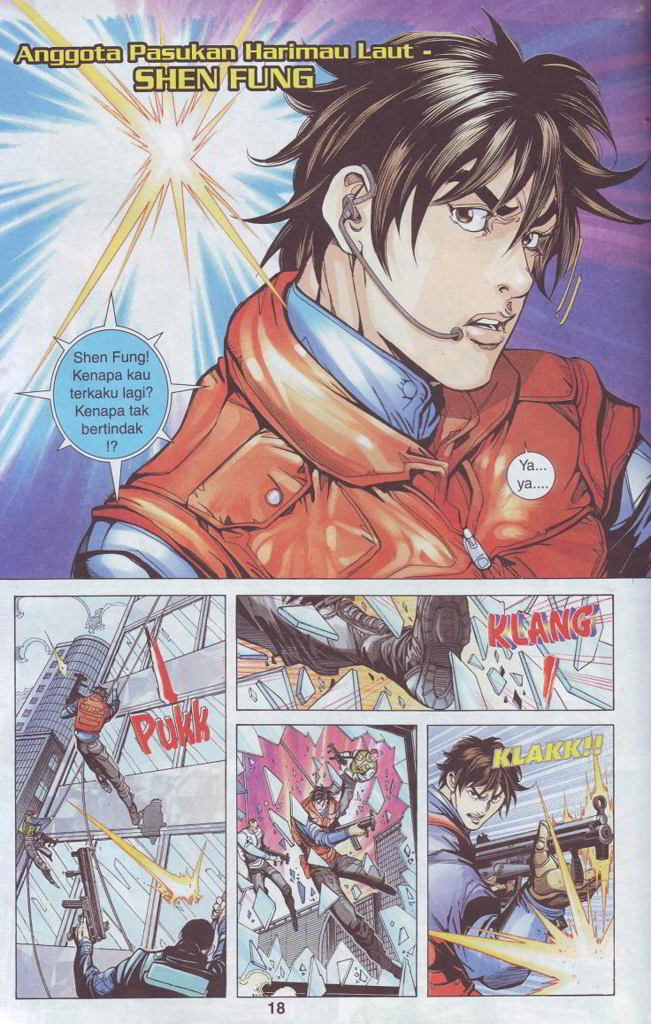 Anggota Pasukan Harimau Laut -
SHEN FUNG
Shen Fung!
Kenapa kau
terkaku lagi?
Kenapa tak
bertindak
!?
Ya...
ya....
PUKK
!
KLANG
!
KLAKK!!
18